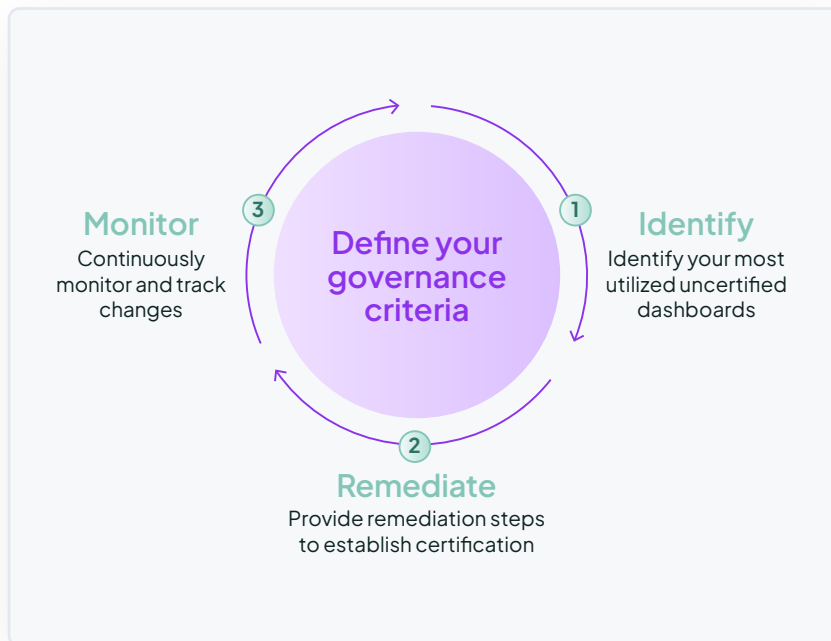 Define your
governance
criteria
1
Identify
Identify your most
utilized uncertified
dashboards
2
Remediate
Provide remediation steps
to establish certification
3
Monitor
Continuously
monitor and track
changes